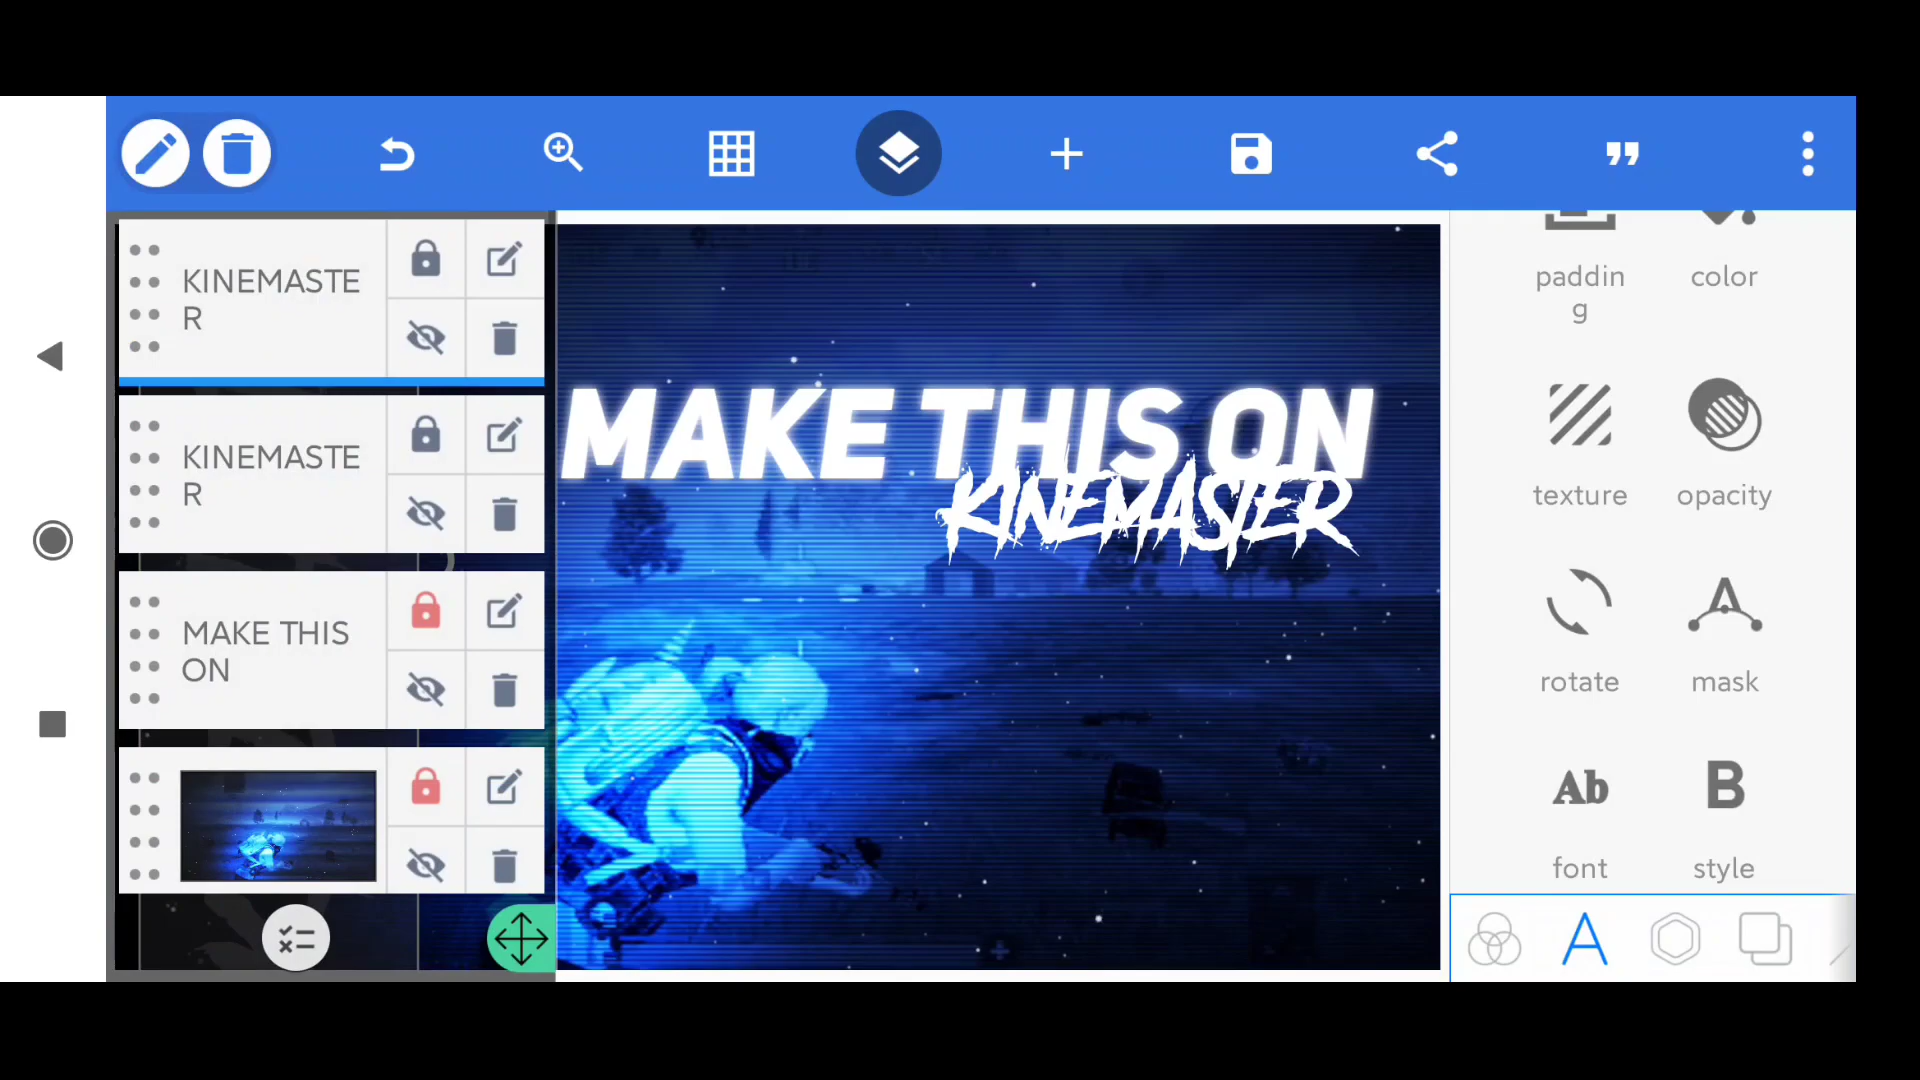 KINEMASTE
R
KINEMASTE
R
MAKE THIS
ON
MAKE THIS ON
KINEMASTER
paddin
g
color
texture
opacity
rotate
mask
Ab
B
font
style
A